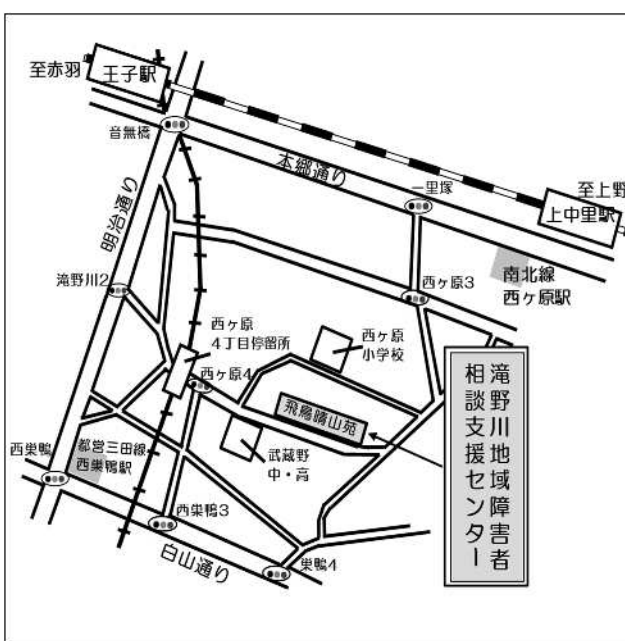 至赤羽
王子駅
音無橋
本郷通り
一里塚
至上野
上中里駅
明治通り
滝野川2
西ヶ原3
南北線
西ヶ原駅
西ヶ原
4丁目停留所
西ヶ原
小学校
西ヶ原4
飛鳥晴山苑
滝野川地域障害者
相談支援センター
西巣鴨
都営三田線
西巣鴨駅
武蔵野
中・高
西巣鴨3
白山通り
巣鴨4